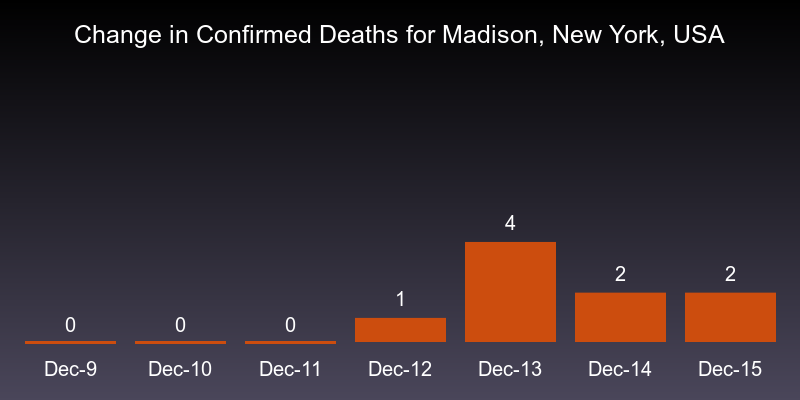 Change in Confirmed Deaths for Madison, New York, USA
4
2 2
1
0 0 0
Dec-9 Dec-10 Dec-11 Dec-12 Dec-13 Dec-14 Dec-15